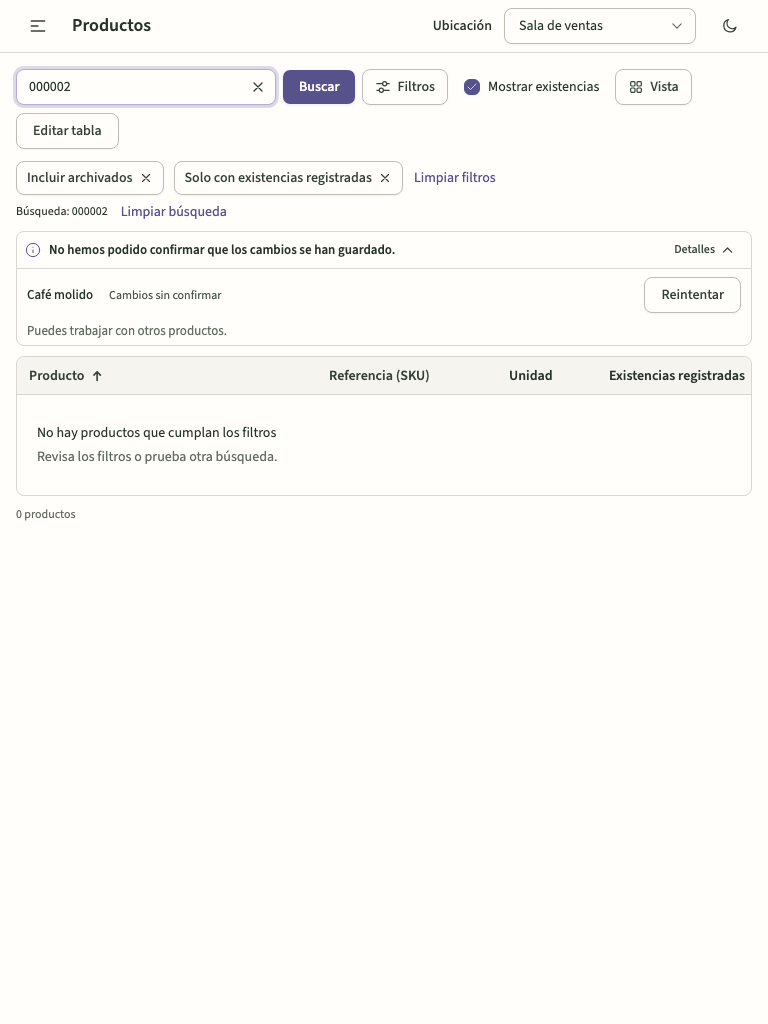 Productos
Ubicación
Sala de ventas
000002
Buscar
Filtros
Mostrar existencias
Vista
Editar tabla
Incluir archivados
Solo con existencias registradas
Limpiar filtros
Búsqueda: 000002
Limpiar búsqueda
No hemos podido confirmar que los cambios se han guardado.
Detalles
Café molido
Cambios sin confirmar
Reintentar
Puedes trabajar con otros productos.
Producto
Referencia (SKU)
Unidad
Existencias registradas
No hay productos que cumplan los filtros
Revisa los filtros o prueba otra búsqueda.
0 productos